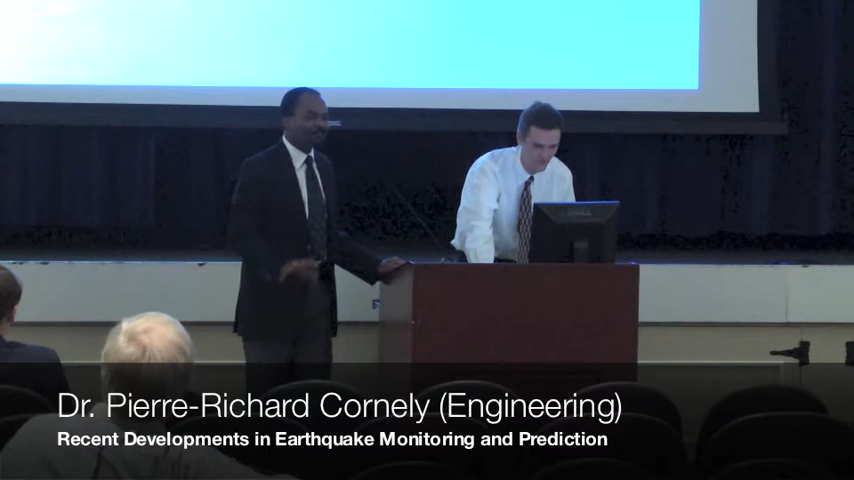 Dr. Pierre-Richard Cornely (Engineering)
Recent Developments in Earthquake Monitoring and Prediction